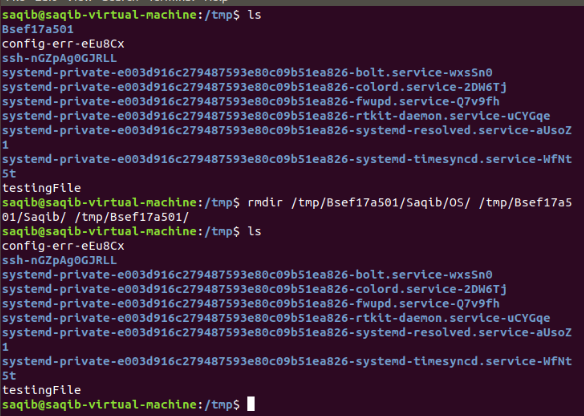 saqib@saqib-virtual-machine:/tmp$ ls
Bsef17a501
config-err-eEu8Cx
ssh-nGZpAg0GJRLL
systemd-private-e003d916c279487593e80c09b51ea826-bolt.service-wxsSn0
systemd-private-e003d916c279487593e80c09b51ea826-colord.service-2DW6Tj
systemd-private-e003d916c279487593e80c09b51ea826-fwupd.service-Q7v9fh
systemd-private-e003d916c279487593e80c09b51ea826-rtkit-daemon.service-uCYGqe
systemd-private-e003d916c279487593e80c09b51ea826-systemd-resolved.service-aUsoZ
1
systemd-private-e003d916c279487593e80c09b51ea826-systemd-timesyncd.service-WfNt
5t
testingFile
saqib@saqib-virtual-machine:/tmp$ rmdir /tmp/Bsef17a501/Saqib/OS/ /tmp/Bsef17a5
01/Saqib/ /tmp/Bsef17a501/
saqib@saqib-virtual-machine:/tmp$ ls
config-err-eEu8Cx
ssh-nGZpAg0GJRLL
systemd-private-e003d916c279487593e80c09b51ea826-bolt.service-wxsSn0
systemd-private-e003d916c279487593e80c09b51ea826-colord.service-2DW6Tj
systemd-private-e003d916c279487593e80c09b51ea826-fwupd.service-Q7v9fh
systemd-private-e003d916c279487593e80c09b51ea826-rtkit-daemon.service-uCYGqe
systemd-private-e003d916c279487593e80c09b51ea826-systemd-resolved.service-aUsoZ
1
systemd-private-e003d916c279487593e80c09b51ea826-systemd-timesyncd.service-WfNt
5t
testingFile
saqib@saqib-virtual-machine:/tmp$